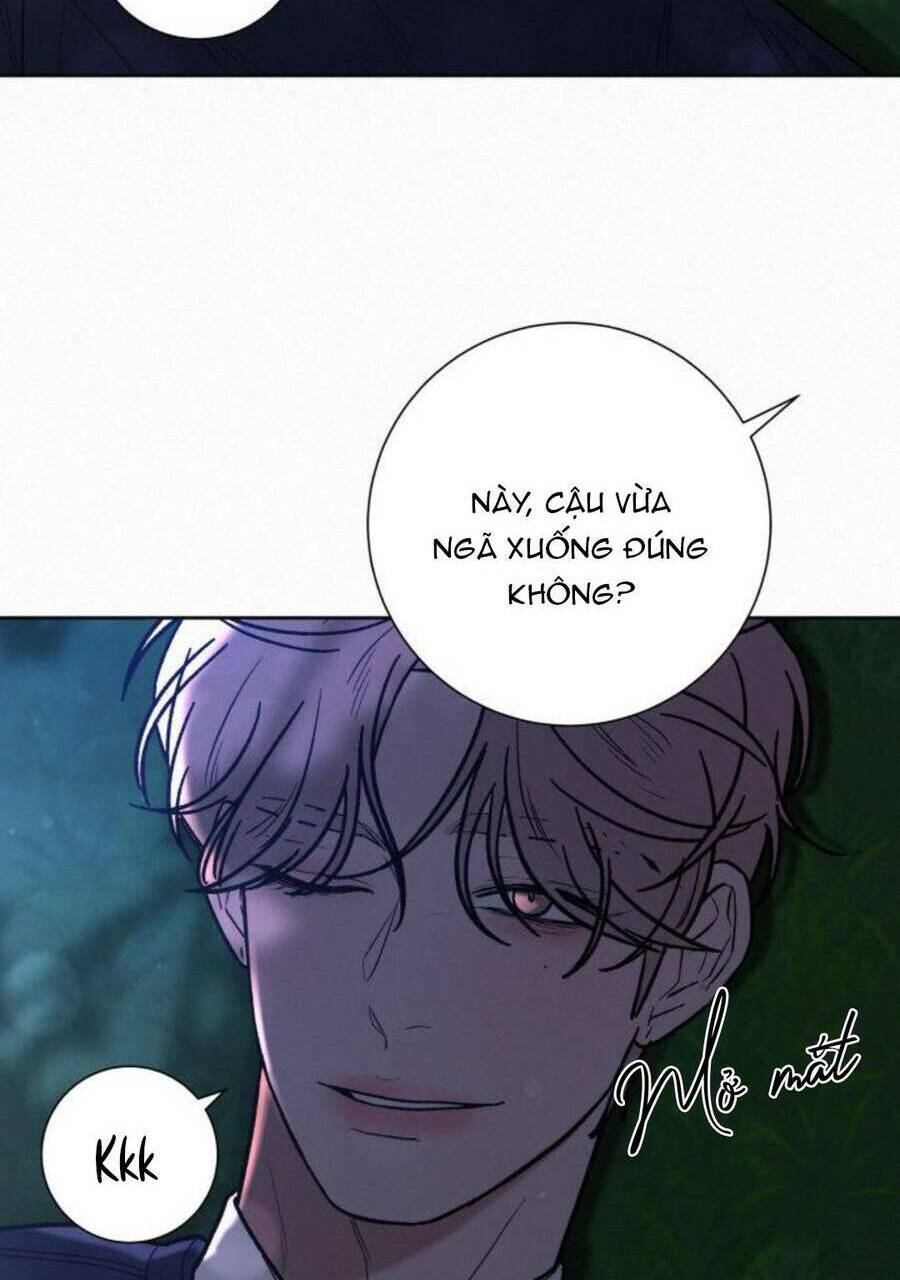 NÀY, CẬU VỪA
NGÃ XUỐNG ĐÚNG
KHÔNG?
Mở mắt
Kkk